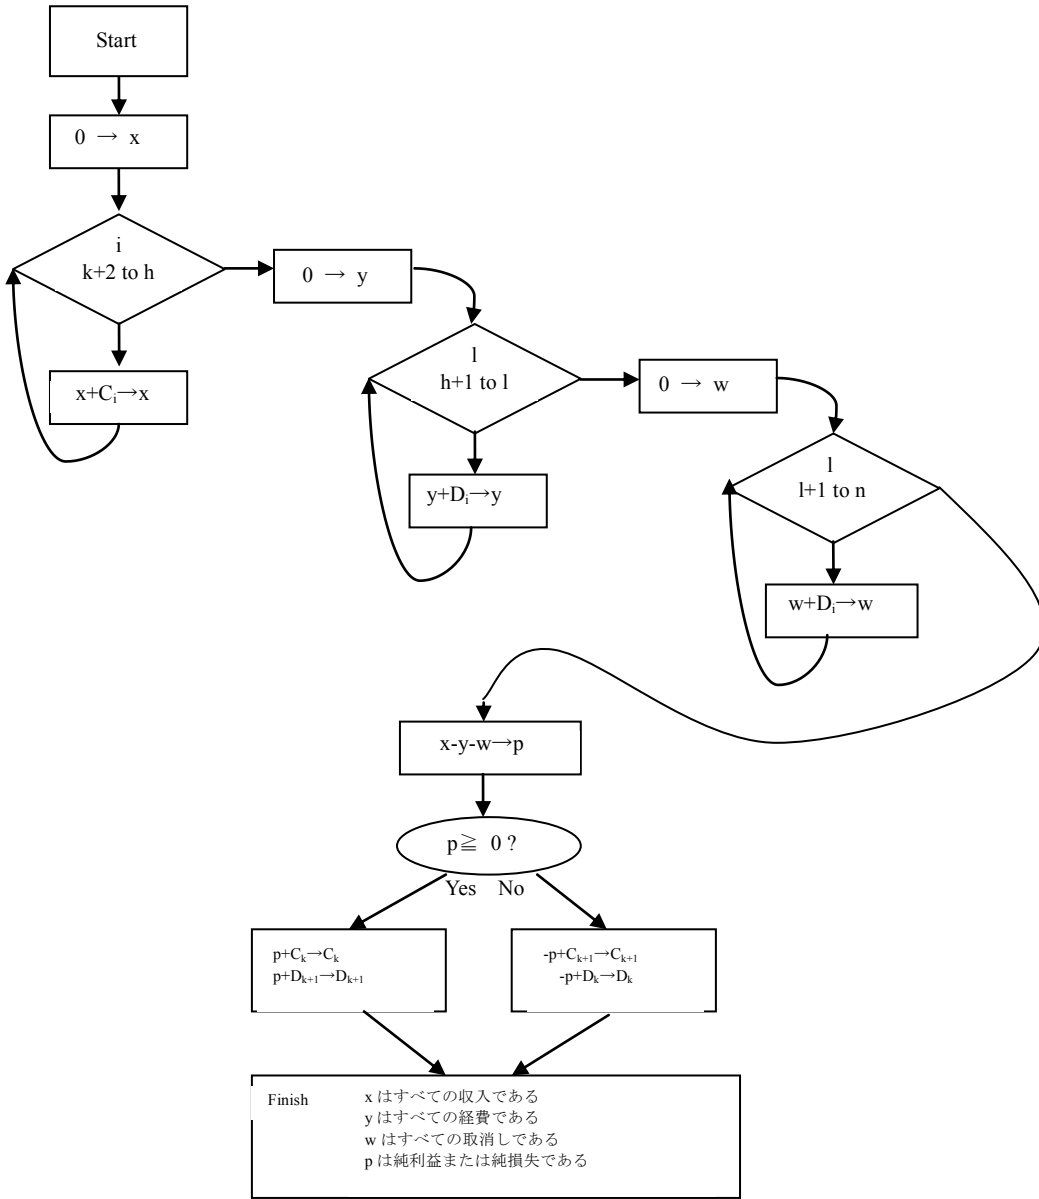 Start
0 → x
i
k+2 to h
x+Cᵢ→x
0 → y
l
h+1 to l
y+Dᵢ→y
0 → w
l
l+1 to n
w+Dᵢ→w
x-y-w→p
p≧ 0 ?
Yes No
p+Cₖ→Cₖ
p+Dₖ₊₁→Dₖ₊₁
-p+Cₖ₊₁→Cₖ₊₁
-p+Dₖ→Dₖ
Finish x はすべての収入である
y はすべての経費である
w はすべての取消しである
p は純利益または純損失である